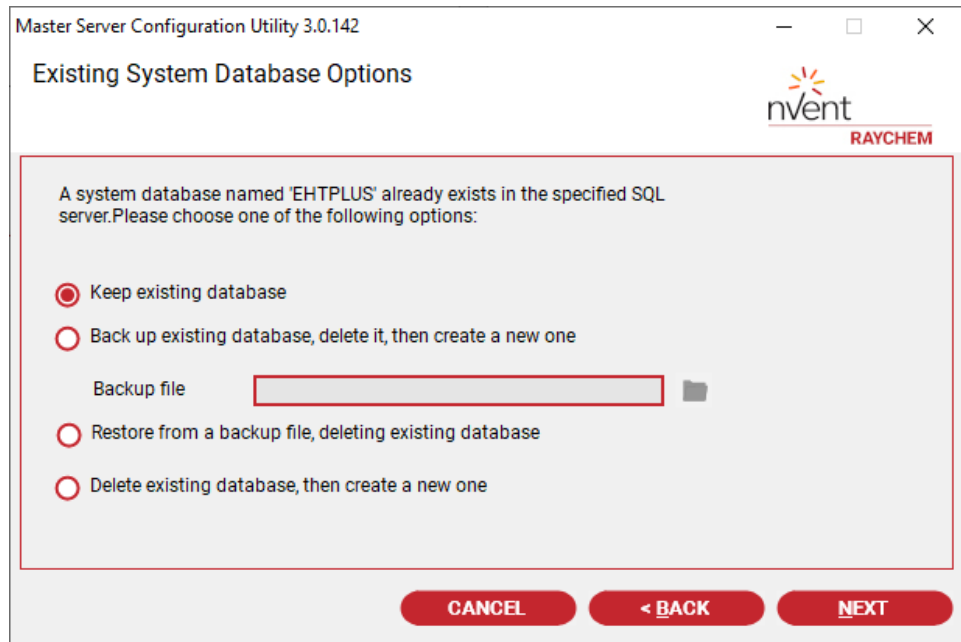 Master Server Configuration Utility 3.0.142
Existing System Database Options
nvent
RAYCHEM
A system database named 'EHTPLUS' already exists in the specified SQL
server.Please choose one of the following options:
Keep existing database
Back up existing database, delete it, then create a new one
Backup file
Restore from a backup file, deleting existing database
Delete existing database, then create a new one
CANCEL
< BACK
NEXT